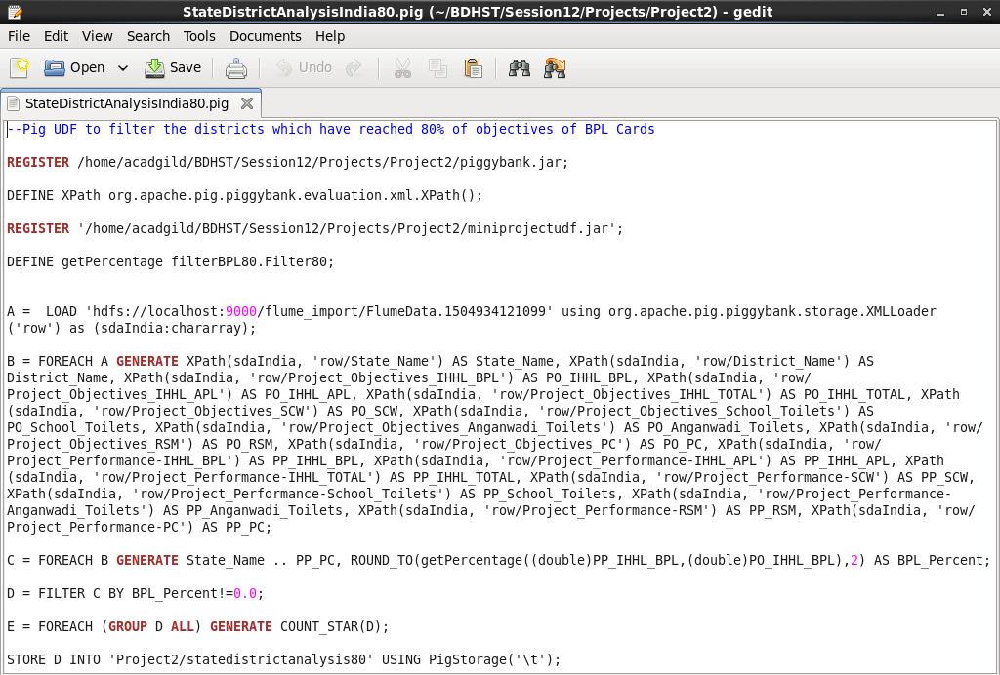 StateDistrictAnalysisIndia80.pig (~/BDHST/Session12/Projects/Project2) - gedit
File Edit View Search Tools Documents Help
Open Save Undo
StateDistrictAnalysisIndia80.pig
--Pig UDF to filter the districts which have reached 80% of objectives of BPL Cards
REGISTER /home/acadgild/BDHST/Session12/Projects/Project2/piggybank.jar;
DEFINE XPath org.apache.pig.piggybank.evaluation.xml.XPath();
REGISTER '/home/acadgild/BDHST/Session12/Projects/Project2/miniprojectudf.jar';
DEFINE getPercentage filterBPL80.Filter80;
A =  LOAD 'hdfs://localhost:9000/flume_import/FlumeData.1504934121099' using org.apache.pig.piggybank.storage.XMLLoader
('row') as (sdaIndia:chararray);
B = FOREACH A GENERATE XPath(sdaIndia, 'row/State_Name') AS State_Name, XPath(sdaIndia, 'row/District_Name') AS
District_Name, XPath(sdaIndia, 'row/Project_Objectives_IHHL_BPL') AS PO_IHHL_BPL, XPath(sdaIndia, 'row/
Project_Objectives_IHHL_APL') AS PO_IHHL_APL, XPath(sdaIndia, 'row/Project_Objectives_IHHL_TOTAL') AS PO_IHHL_TOTAL, XPath
(sdaIndia, 'row/Project_Objectives_SCW') AS PO_SCW, XPath(sdaIndia, 'row/Project_Objectives_School_Toilets') AS
PO_School_Toilets, XPath(sdaIndia, 'row/Project_Objectives_Anganwadi_Toilets') AS PO_Anganwadi_Toilets, XPath(sdaIndia, 'row/
Project_Objectives_RSM') AS PO_RSM, XPath(sdaIndia, 'row/Project_Objectives_PC') AS PO_PC, XPath(sdaIndia, 'row/
Project_Performance-IHHL_BPL') AS PP_IHHL_BPL, XPath(sdaIndia, 'row/Project_Performance-IHHL_APL') AS PP_IHHL_APL, XPath
(sdaIndia, 'row/Project_Performance-IHHL_TOTAL') AS PP_IHHL_TOTAL, XPath(sdaIndia, 'row/Project_Performance-SCW') AS PP_SCW,
XPath(sdaIndia, 'row/Project_Performance-School_Toilets') AS PP_School_Toilets, XPath(sdaIndia, 'row/Project_Performance-
Anganwadi_Toilets') AS PP_Anganwadi_Toilets, XPath(sdaIndia, 'row/Project_Performance-RSM') AS PP_RSM, XPath(sdaIndia, 'row/
Project_Performance-PC') AS PP_PC;
C = FOREACH B GENERATE State_Name .. PP_PC, ROUND_TO(getPercentage((double)PP_IHHL_BPL,(double)PO_IHHL_BPL),2) AS BPL_Percent;
D = FILTER C BY BPL_Percent!=0.0;
E = FOREACH (GROUP D ALL) GENERATE COUNT_STAR(D);
STORE D INTO 'Project2/statedistrictanalysis80' USING PigStorage('\t');